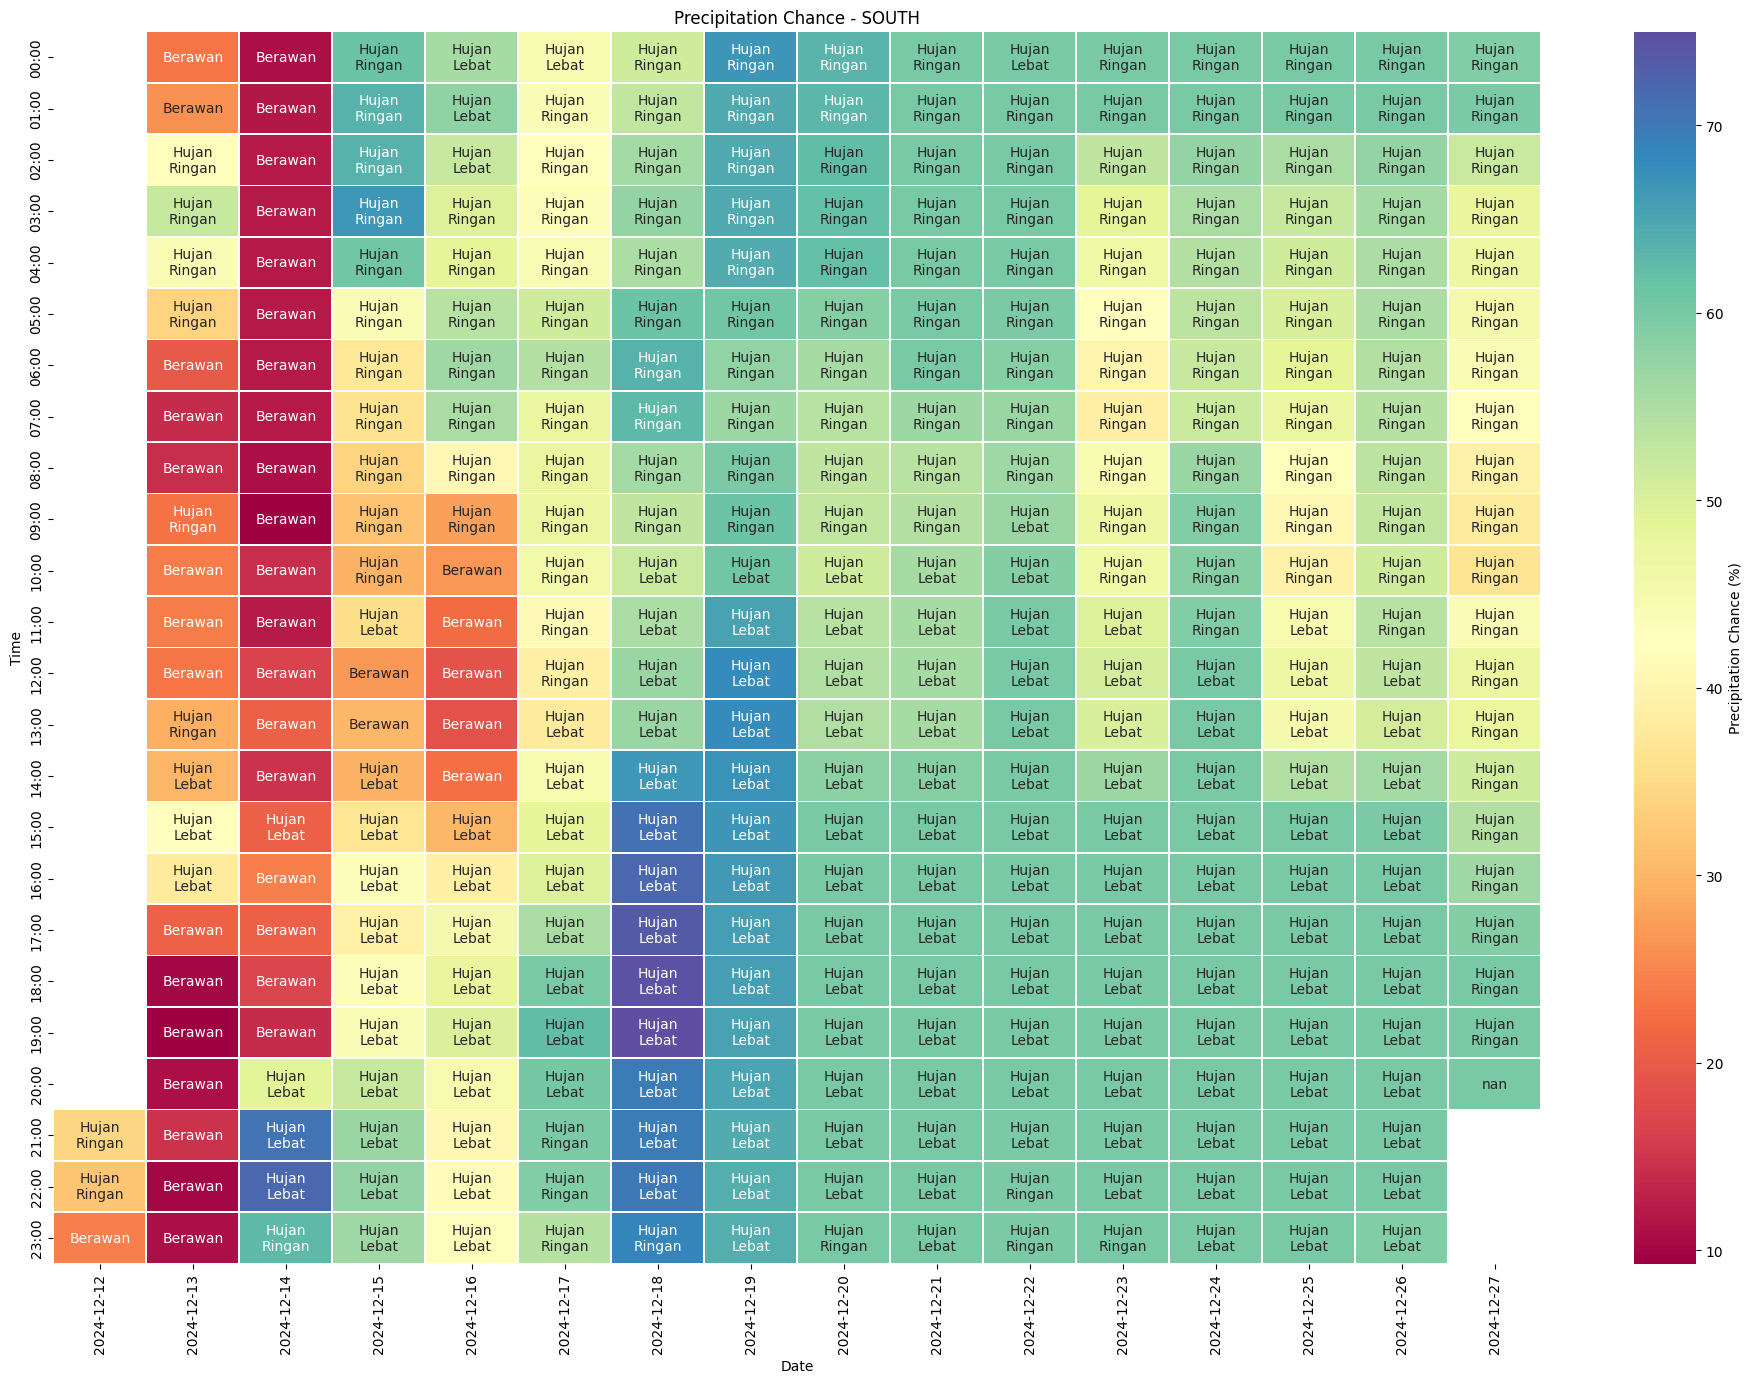 Precipitation Chance - SOUTH
00:00 Berawan Berawan Hujan Ringan Hujan Lebat Hujan Lebat Hujan Ringan Hujan Ringan Hujan Ringan Hujan Ringan Hujan Lebat Hujan Ringan Hujan Ringan Hujan Ringan Hujan Ringan Hujan Ringan
01:00 Berawan Berawan Hujan Ringan Hujan Lebat Hujan Ringan Hujan Ringan Hujan Ringan Hujan Ringan Hujan Ringan Hujan Ringan Hujan Ringan Hujan Ringan Hujan Ringan Hujan Ringan Hujan Ringan
02:00 Hujan Ringan Berawan Hujan Ringan Hujan Lebat Hujan Ringan Hujan Ringan Hujan Ringan Hujan Ringan Hujan Ringan Hujan Ringan Hujan Ringan Hujan Ringan Hujan Ringan Hujan Ringan Hujan Ringan
03:00 Hujan Ringan Berawan Hujan Ringan Hujan Ringan Hujan Ringan Hujan Ringan Hujan Ringan Hujan Ringan Hujan Ringan Hujan Ringan Hujan Ringan Hujan Ringan Hujan Ringan Hujan Ringan Hujan Ringan
04:00 Hujan Ringan Berawan Hujan Ringan Hujan Ringan Hujan Ringan Hujan Ringan Hujan Ringan Hujan Ringan Hujan Ringan Hujan Ringan Hujan Ringan Hujan Ringan Hujan Ringan Hujan Ringan Hujan Ringan
05:00 Hujan Ringan Berawan Hujan Ringan Hujan Ringan Hujan Ringan Hujan Ringan Hujan Ringan Hujan Ringan Hujan Ringan Hujan Ringan Hujan Ringan Hujan Ringan Hujan Ringan Hujan Ringan Hujan Ringan
06:00 Berawan Berawan Hujan Ringan Hujan Ringan Hujan Ringan Hujan Ringan Hujan Ringan Hujan Ringan Hujan Ringan Hujan Ringan Hujan Ringan Hujan Ringan Hujan Ringan Hujan Ringan Hujan Ringan
07:00 Berawan Berawan Hujan Ringan Hujan Ringan Hujan Ringan Hujan Ringan Hujan Ringan Hujan Ringan Hujan Ringan Hujan Ringan Hujan Ringan Hujan Ringan Hujan Ringan Hujan Ringan Hujan Ringan
08:00 Berawan Berawan Hujan Ringan Hujan Ringan Hujan Ringan Hujan Ringan Hujan Ringan Hujan Ringan Hujan Ringan Hujan Ringan Hujan Ringan Hujan Ringan Hujan Ringan Hujan Ringan Hujan Ringan
09:00 Hujan Ringan Berawan Hujan Ringan Hujan Ringan Hujan Ringan Hujan Ringan Hujan Ringan Hujan Ringan Hujan Ringan Hujan Lebat Hujan Ringan Hujan Ringan Hujan Ringan Hujan Ringan Hujan Ringan
10:00 Berawan Berawan Hujan Ringan Berawan Hujan Ringan Hujan Lebat Hujan Lebat Hujan Lebat Hujan Lebat Hujan Lebat Hujan Ringan Hujan Ringan Hujan Ringan Hujan Ringan Hujan Ringan
11:00 Berawan Berawan Hujan Lebat Berawan Hujan Ringan Hujan Lebat Hujan Lebat Hujan Lebat Hujan Lebat Hujan Lebat Hujan Lebat Hujan Ringan Hujan Lebat Hujan Ringan Hujan Ringan
12:00 Berawan Berawan Berawan Berawan Hujan Ringan Hujan Lebat Hujan Lebat Hujan Lebat Hujan Lebat Hujan Lebat Hujan Lebat Hujan Lebat Hujan Lebat Hujan Lebat Hujan Ringan
13:00 Hujan Ringan Berawan Berawan Berawan Hujan Lebat Hujan Lebat Hujan Lebat Hujan Lebat Hujan Lebat Hujan Lebat Hujan Lebat Hujan Lebat Hujan Lebat Hujan Lebat Hujan Ringan
14:00 Hujan Lebat Berawan Hujan Lebat Berawan Hujan Lebat Hujan Lebat Hujan Lebat Hujan Lebat Hujan Lebat Hujan Lebat Hujan Lebat Hujan Lebat Hujan Lebat Hujan Lebat Hujan Ringan
15:00 Hujan Lebat Hujan Lebat Hujan Lebat Hujan Lebat Hujan Lebat Hujan Lebat Hujan Lebat Hujan Lebat Hujan Lebat Hujan Lebat Hujan Lebat Hujan Lebat Hujan Lebat Hujan Lebat Hujan Ringan
16:00 Hujan Lebat Berawan Hujan Lebat Hujan Lebat Hujan Lebat Hujan Lebat Hujan Lebat Hujan Lebat Hujan Lebat Hujan Lebat Hujan Lebat Hujan Lebat Hujan Lebat Hujan Lebat Hujan Ringan
17:00 Berawan Berawan Hujan Lebat Hujan Lebat Hujan Lebat Hujan Lebat Hujan Lebat Hujan Lebat Hujan Lebat Hujan Lebat Hujan Lebat Hujan Lebat Hujan Lebat Hujan Lebat Hujan Ringan
18:00 Berawan Berawan Hujan Lebat Hujan Lebat Hujan Lebat Hujan Lebat Hujan Lebat Hujan Lebat Hujan Lebat Hujan Lebat Hujan Lebat Hujan Lebat Hujan Lebat Hujan Lebat Hujan Ringan
19:00 Berawan Berawan Hujan Lebat Hujan Lebat Hujan Lebat Hujan Lebat Hujan Lebat Hujan Lebat Hujan Lebat Hujan Lebat Hujan Lebat Hujan Lebat Hujan Lebat Hujan Lebat Hujan Ringan
20:00 Berawan Hujan Lebat Hujan Lebat Hujan Lebat Hujan Lebat Hujan Lebat Hujan Lebat Hujan Lebat Hujan Lebat Hujan Lebat Hujan Lebat Hujan Lebat Hujan Lebat Hujan Lebat nan
21:00 Hujan Ringan Berawan Hujan Lebat Hujan Lebat Hujan Lebat Hujan Ringan Hujan Lebat Hujan Lebat Hujan Lebat Hujan Lebat Hujan Lebat Hujan Lebat Hujan Lebat Hujan Lebat Hujan Lebat
22:00 Hujan Ringan Berawan Hujan Lebat Hujan Lebat Hujan Lebat Hujan Ringan Hujan Lebat Hujan Lebat Hujan Lebat Hujan Lebat Hujan Ringan Hujan Lebat Hujan Lebat Hujan Lebat Hujan Lebat
23:00 Berawan Berawan Hujan Ringan Hujan Lebat Hujan Lebat Hujan Ringan Hujan Ringan Hujan Lebat Hujan Ringan Hujan Lebat Hujan Ringan Hujan Ringan Hujan Lebat Hujan Lebat Hujan Lebat
Time
2024-12-12 2024-12-13 2024-12-14 2024-12-15 2024-12-16 2024-12-17 2024-12-18 2024-12-19 2024-12-20 2024-12-21 2024-12-22 2024-12-23 2024-12-24 2024-12-25 2024-12-26 2024-12-27
Date
70
60
50
40
30
20
10
Precipitation Chance (%)